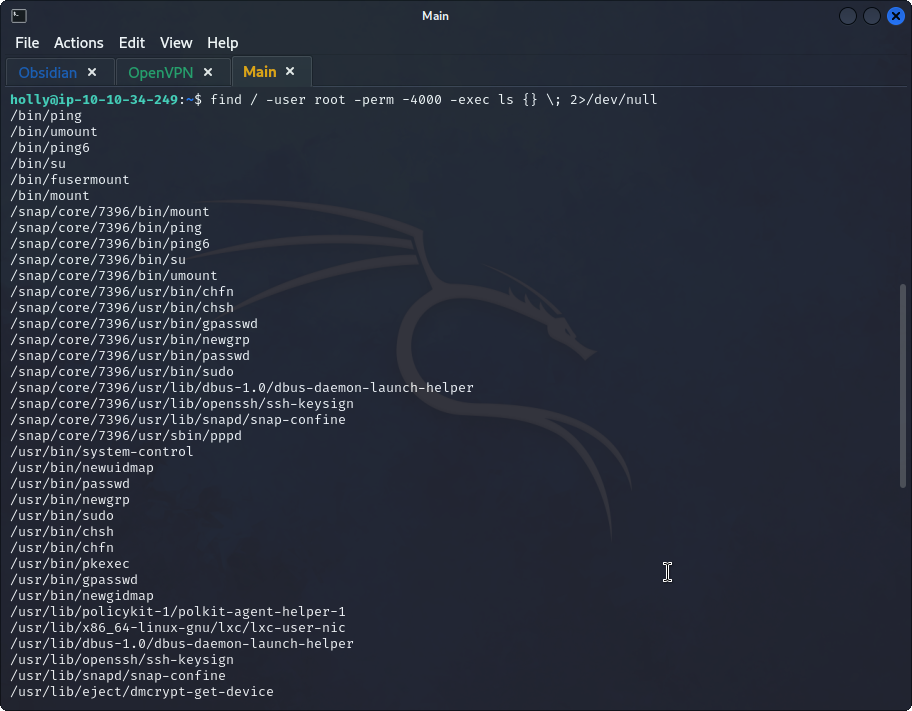 Main
File Actions Edit View Help
Obsidian × OpenVPN × Main ×
holly@ip-10-10-34-249:~$ find / -user root -perm -4000 -exec ls {} \; 2>/dev/null
/bin/ping
/bin/umount
/bin/ping6
/bin/su
/bin/fusermount
/bin/mount
/snap/core/7396/bin/mount
/snap/core/7396/bin/ping
/snap/core/7396/bin/ping6
/snap/core/7396/bin/su
/snap/core/7396/bin/umount
/snap/core/7396/usr/bin/chfn
/snap/core/7396/usr/bin/chsh
/snap/core/7396/usr/bin/gpasswd
/snap/core/7396/usr/bin/newgrp
/snap/core/7396/usr/bin/passwd
/snap/core/7396/usr/bin/sudo
/snap/core/7396/usr/lib/dbus-1.0/dbus-daemon-launch-helper
/snap/core/7396/usr/lib/openssh/ssh-keysign
/snap/core/7396/usr/lib/snapd/snap-confine
/snap/core/7396/usr/sbin/pppd
/usr/bin/system-control
/usr/bin/newuidmap
/usr/bin/passwd
/usr/bin/newgrp
/usr/bin/sudo
/usr/bin/chsh
/usr/bin/chfn
/usr/bin/pkexec
/usr/bin/gpasswd
/usr/bin/newgidmap
/usr/lib/policykit-1/polkit-agent-helper-1
/usr/lib/x86_64-linux-gnu/lxc/lxc-user-nic
/usr/lib/dbus-1.0/dbus-daemon-launch-helper
/usr/lib/openssh/ssh-keysign
/usr/lib/snapd/snap-confine
/usr/lib/eject/dmcrypt-get-device